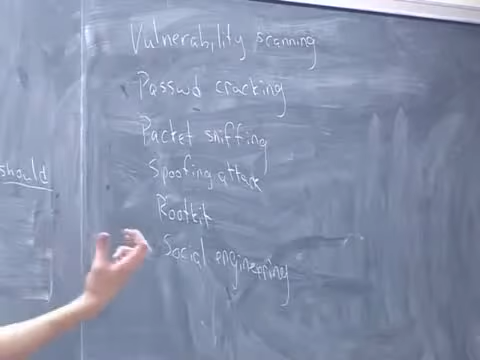 Vulnerability scanning
Passwd cracking
Packet sniffing
Spoofing attack
Rootkit
Social engineering
should